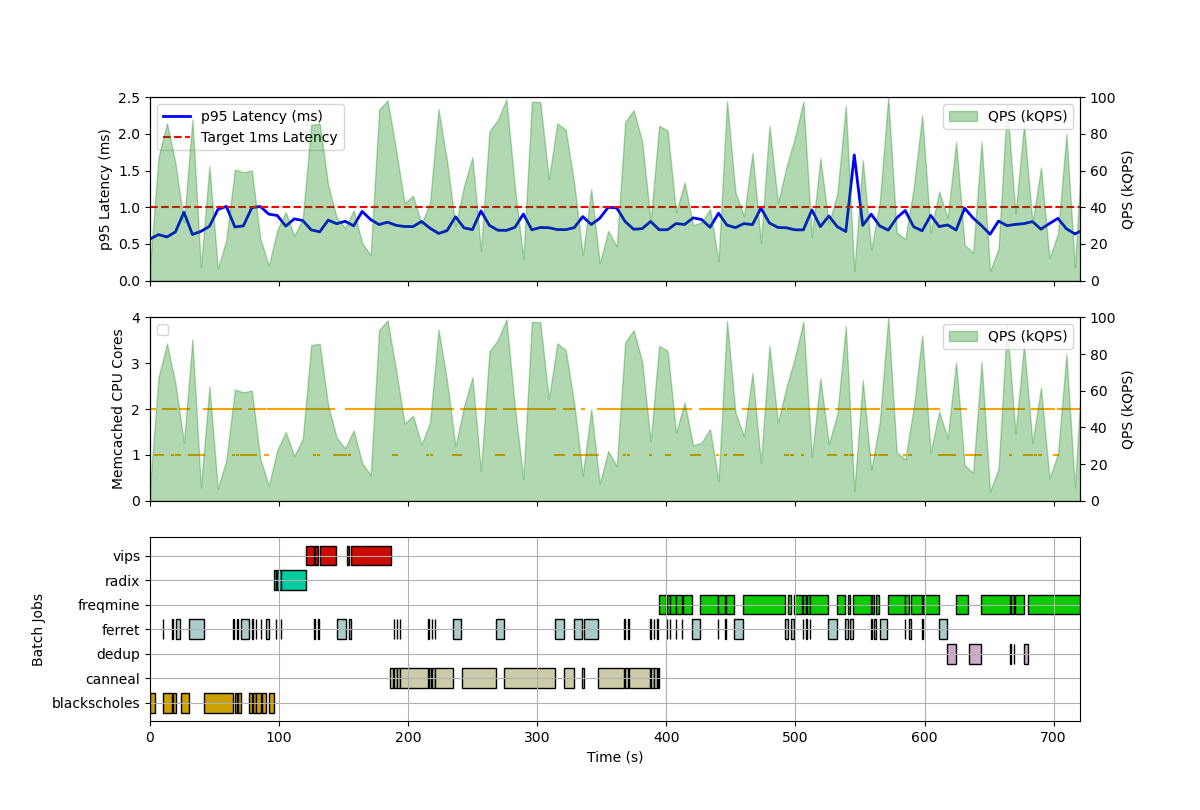 2.5
2.0
1.5
1.0
0.5
0.0
p95 Latency (ms)
p95 Latency (ms)
Target 1ms Latency
QPS (kQPS)
100
80
60
40
20
0
QPS (kQPS)
4
3
2
1
0
Memcached CPU Cores
QPS (kQPS)
100
80
60
40
20
0
QPS (kQPS)
vips
radix
freqmine
ferret
dedup
canneal
blackscholes
Batch Jobs
0 100 200 300 400 500 600 700
Time (s)